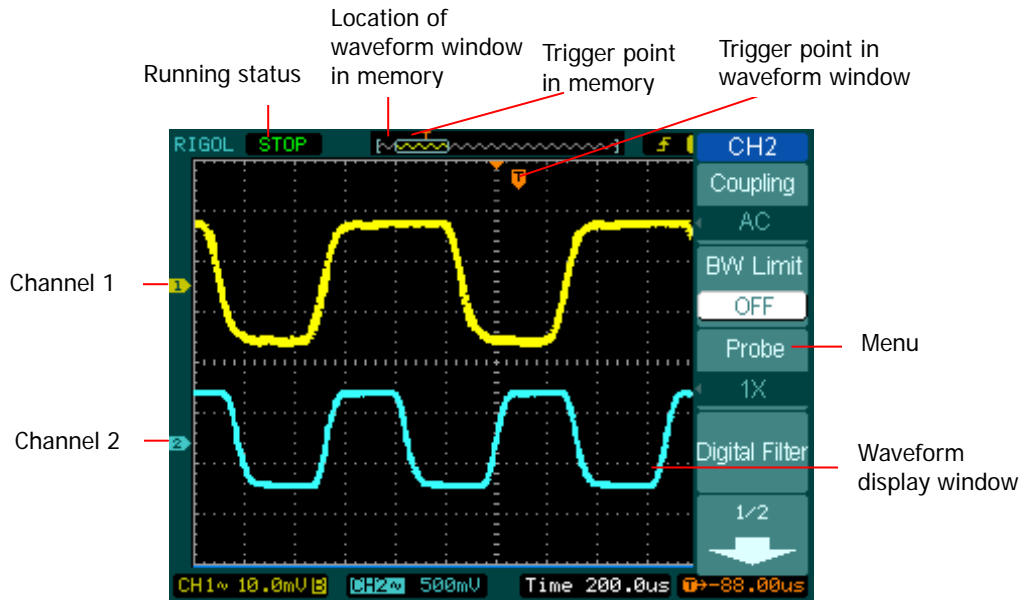 Location of
waveform window
in memory
Trigger point
in memory
Trigger point in
waveform window
Running status
RIGOL STOP
T
CH2
T
Coupling
AC
Channel 1
1
BW Limit
OFF
Probe
Menu
1X
Channel 2
2
Digital Filter
Waveform
display window
1/2
CH1~ 10.0mV B
CH2~ 500mV
Time 200.0us
T→-88.00us